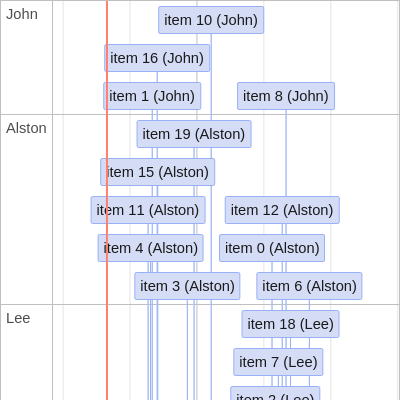 John
item 10 (John)
item 16 (John)
item 1 (John)
item 8 (John)
Alston
item 19 (Alston)
item 15 (Alston)
item 11 (Alston)
item 12 (Alston)
item 4 (Alston)
item 0 (Alston)
item 3 (Alston)
item 6 (Alston)
Lee
item 18 (Lee)
item 7 (Lee)
item 2 (Lee)